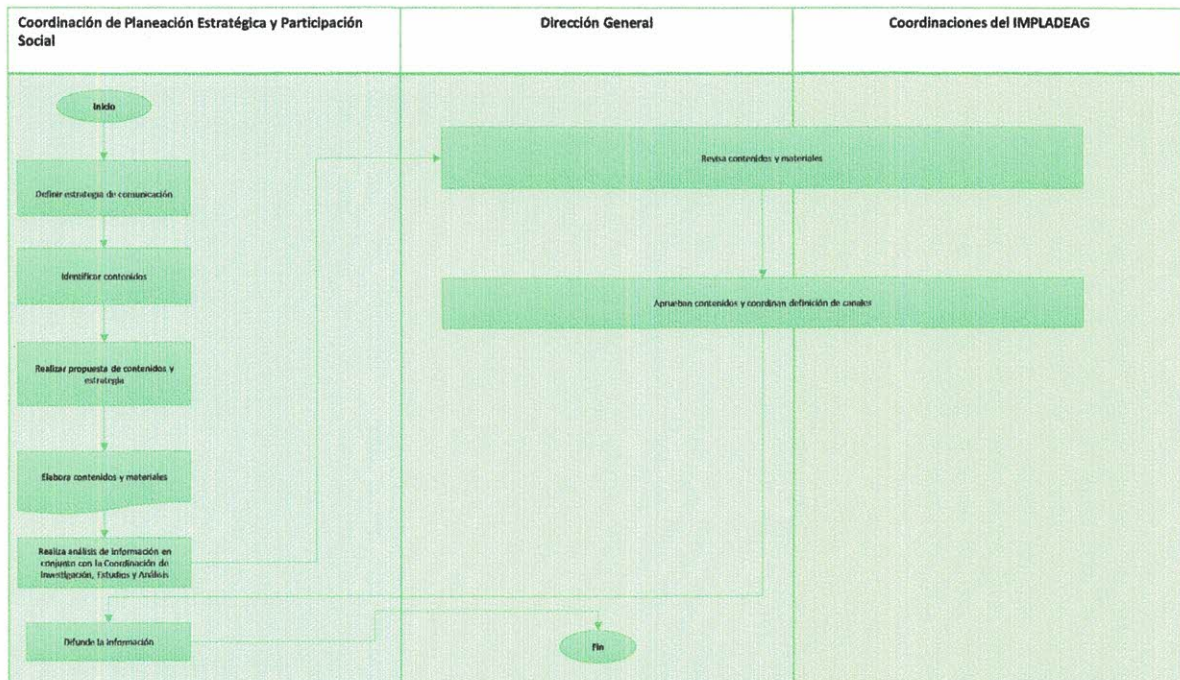 Coordinación de Planeación Estratégica y Participación
Social
Dirección General
Coordinaciones del IMPLADEAG
Inicio
Definir estrategia de comunicación
Identificar contenidos
Realizar propuesta de contenidos y
estrategia
Elabora contenidos y materiales
Realiza análisis de información en
conjunto con la Coordinación de
Investigación, Estudios y Análisis
Revisa contenidos y materiales
Aprueban contenidos y coordinan definición de canales
Difunde la información
Fin